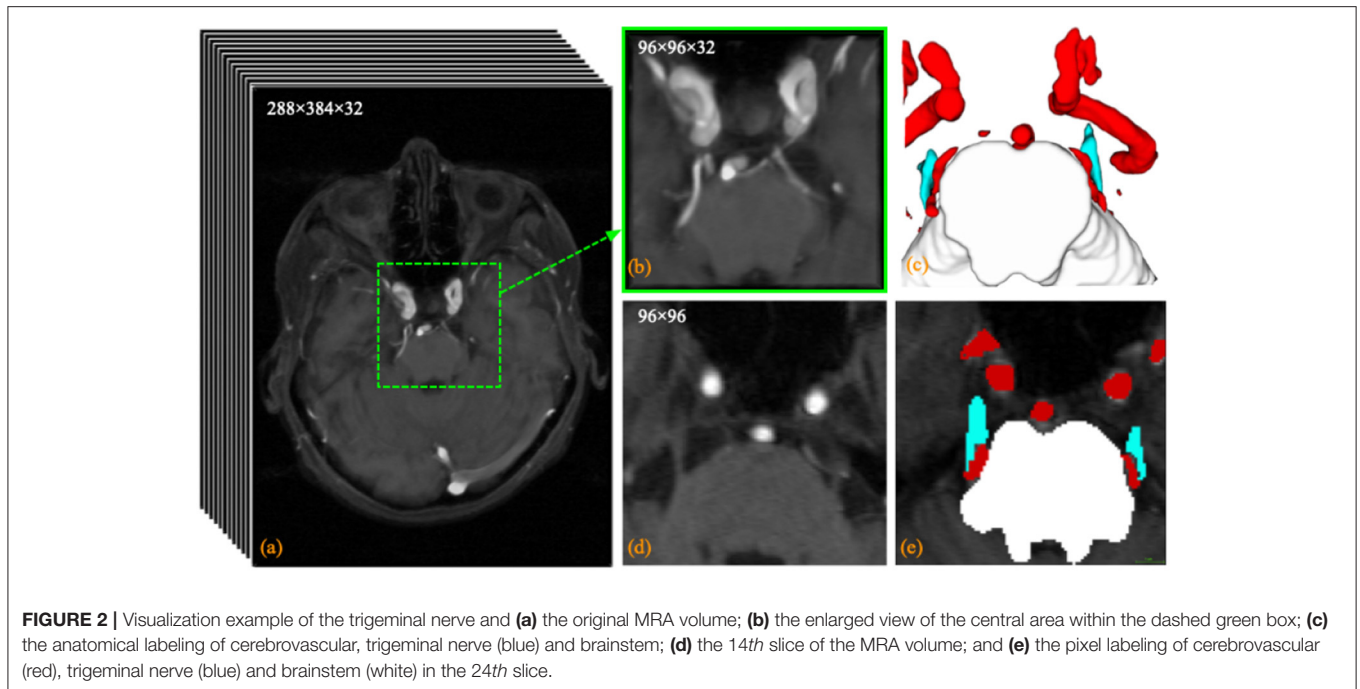 288×384×32
(a)
96×96×32
(b)
(c)
96×96
(d)
(e)
FIGURE 2 | Visualization example of the trigeminal nerve and (a) the original MRA volume; (b) the enlarged view of the central area within the dashed green box; (c)
the anatomical labeling of cerebrovascular, trigeminal nerve (blue) and brainstem; (d) the 14th slice of the MRA volume; and (e) the pixel labeling of cerebrovascular
(red), trigeminal nerve (blue) and brainstem (white) in the 24th slice.